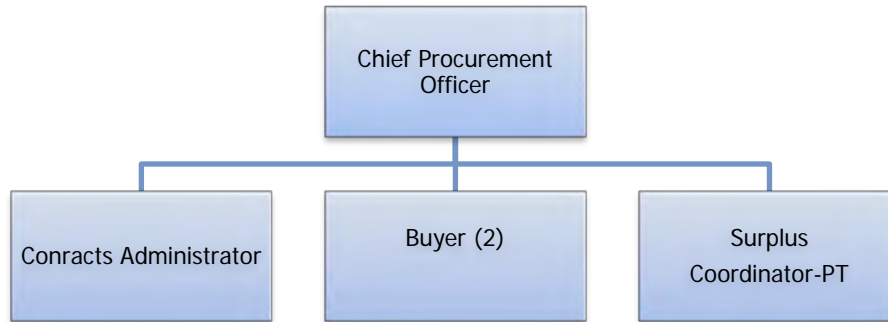 Chief Procurement
Officer
Conracts Administrator
Buyer (2)
Surplus
Coordinator-PT